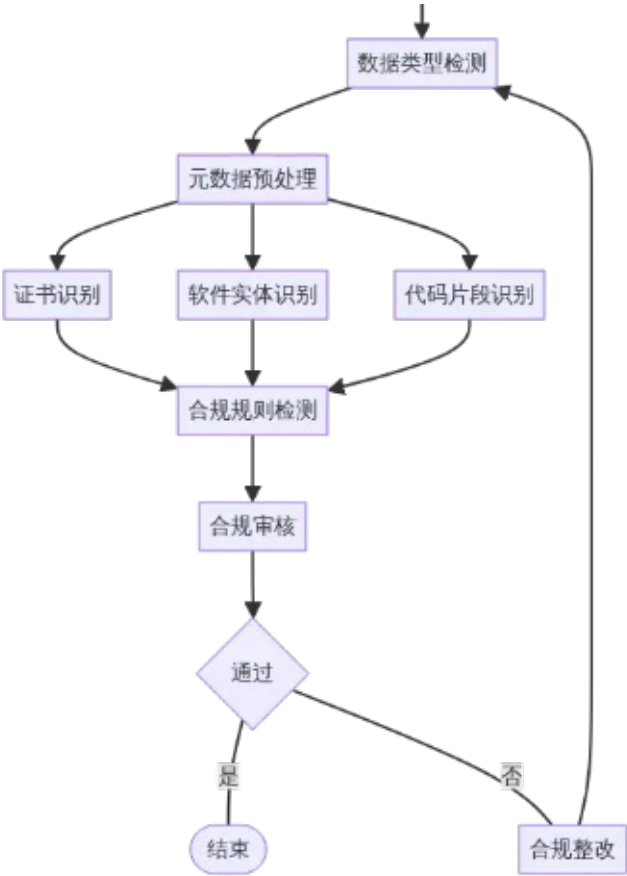 数据类型检测
元数据预处理
证书识别
软件实体识别
代码片段识别
合规规则检测
合规审核
通过
是
否
结束
合规整改